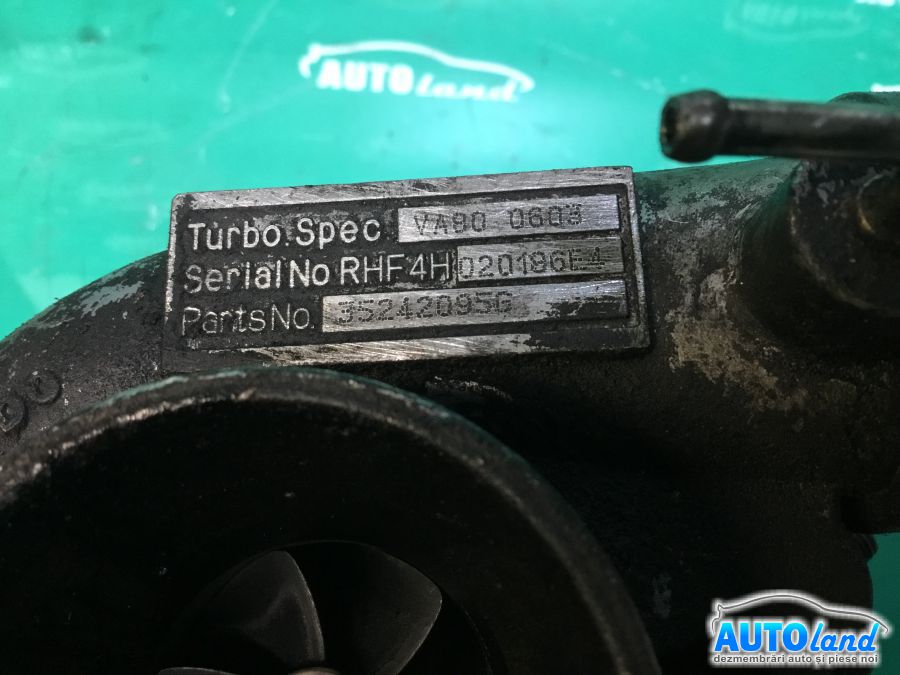 AUTOland
Turbo.Spec VA80 0603
Serial No RHF4H 020196E4
Parts No. 35242095G
AUTOland
dezmembrări auto și piese noi